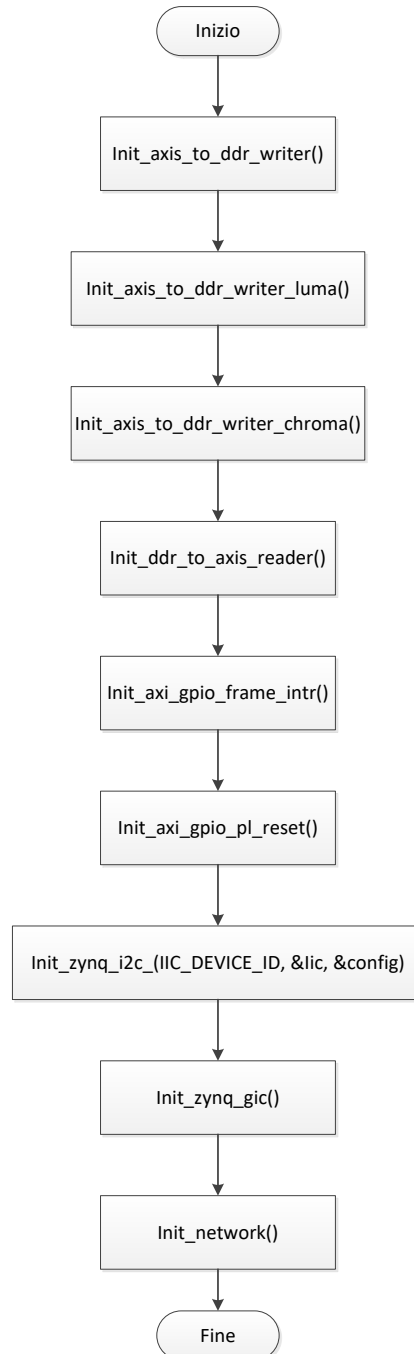 Inizio
Init_axis_to_ddr_writer()
Init_axis_to_ddr_writer_luma()
Init_axis_to_ddr_writer_chroma()
Init_ddr_to_axis_reader()
Init_axi_gpio_frame_intr()
Init_axi_gpio_pl_reset()
Init_zynq_i2c_(IIC_DEVICE_ID, &Iic, &config)
Init_zynq_gic()
Init_network()
Fine